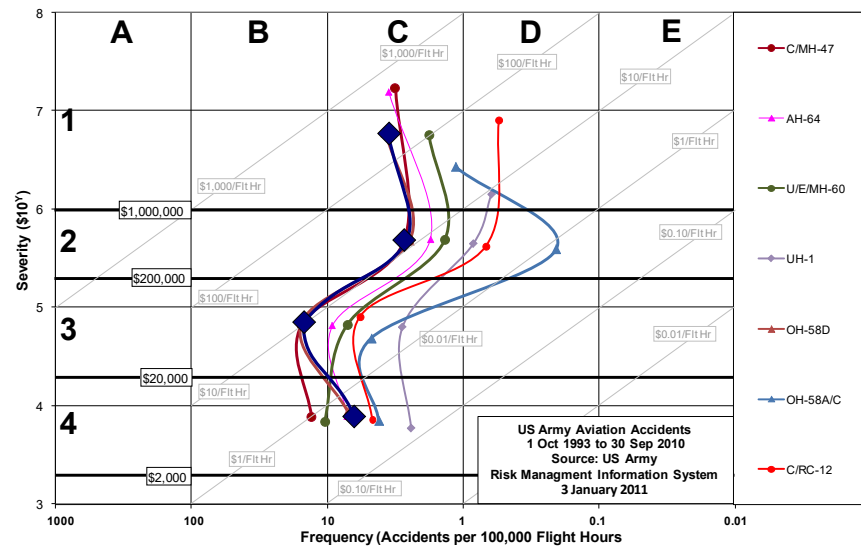 8
7
6
5
4
3
Severity ($10Y)
A
B
C
D
E
1
2
3
4
$1,000,000
$200,000
$20,000
$2,000
$1,000/Flt Hr
$100/Flt Hr
$10/Flt Hr
$1/Flt Hr
$1,000/Flt Hr
$0.10/Flt Hr
$100/Flt Hr
$0.01/Flt Hr
$0.01/Flt Hr
$10/Flt Hr
$1/Flt Hr
$0.10/Flt Hr
US Army Aviation Accidents
1 Oct 1993 to 30 Sep 2010
Source: US Army
Risk Managment Information System
3 January 2011
1000
100
10
1
0.1
0.01
Frequency (Accidents per 100,000 Flight Hours
C/MH-47
AH-64
U/E/MH-60
UH-1
OH-58D
OH-58A/C
C/RC-12